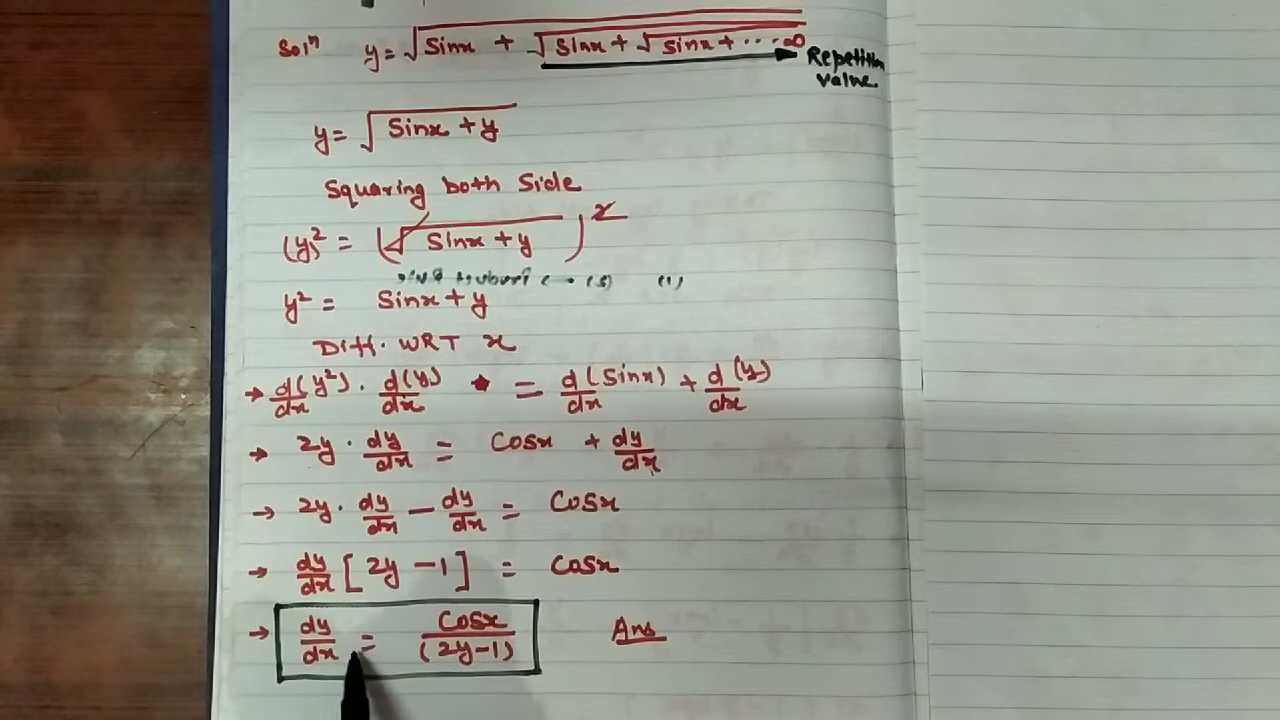 Solⁿ y = √(Sinx + √(Sinx + √(Sinx + ... ∞
Repetition value.
y = √(Sinx + y)
Squaring both Side
(y)² = (√(Sinx + y))²
y² = Sinx + y
Diff. WRT x
→ d/dx (y²) · d(y)/dx = d/dx (Sinx) + d/dx (y)
→ 2y · dy/dx = Cosx + dy/dx
→ 2y · dy/dx − dy/dx = Cosx
→ dy/dx [2y − 1] = Cosx
→ dy/dx = Cosx/(2y−1) Ans